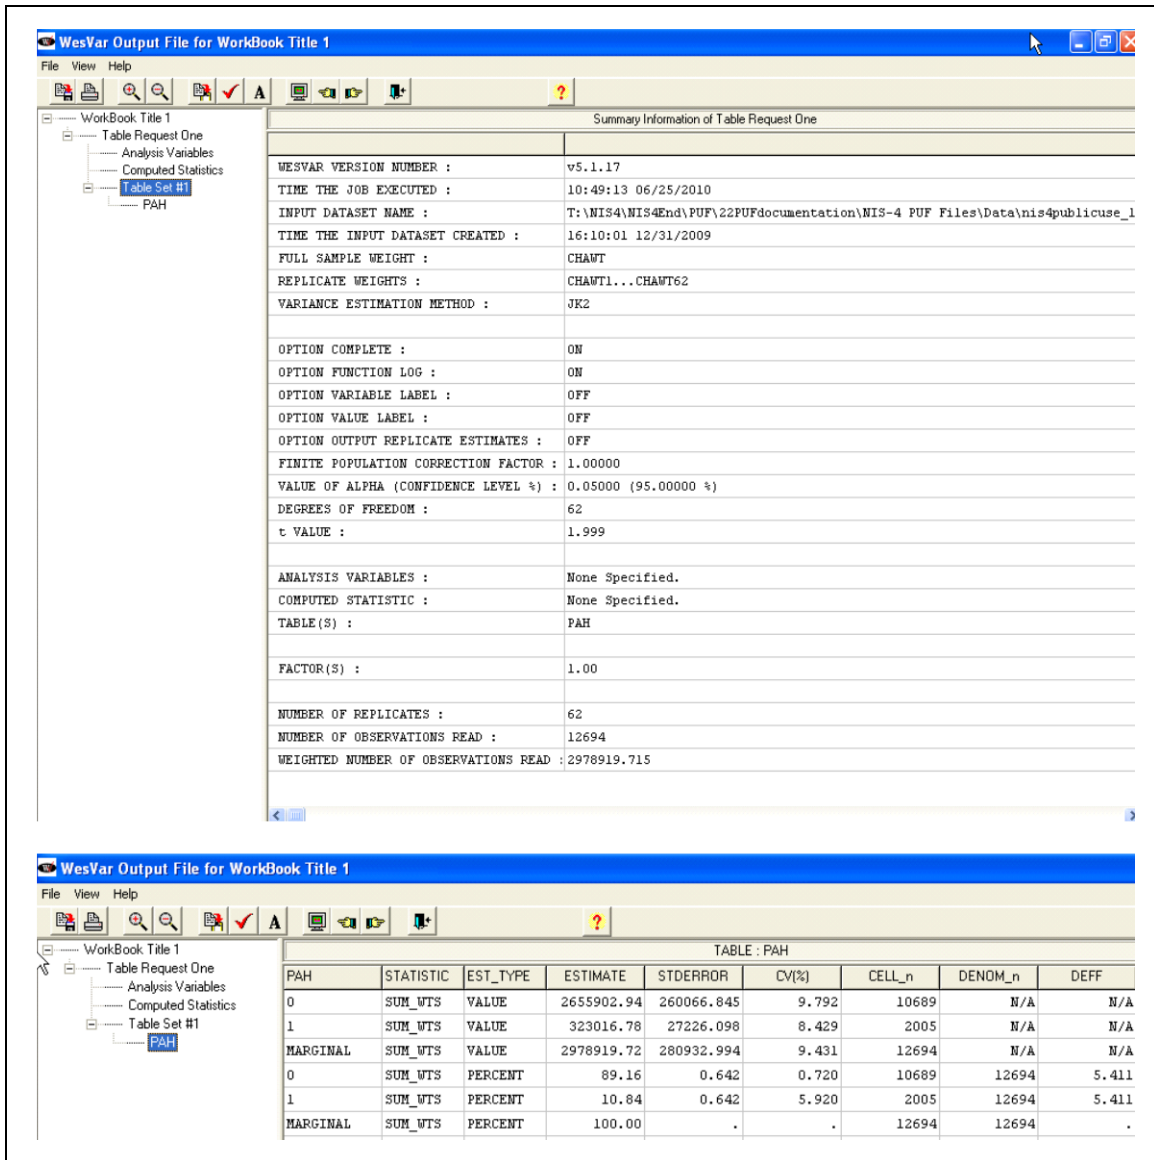 WesVar Output File for WorkBook Title 1
File View Help
A ?
WorkBook Title 1
Table Request One
Analysis Variables
Computed Statistics
Table Set #1
PAH
Summary Information of Table Request One
WESVAR VERSION NUMBER : v5.1.17
TIME THE JOB EXECUTED : 10:49:13 06/25/2010
INPUT DATASET NAME : T:\NIS4\NIS4End\PUF\22PUFdocumentation\NIS-4 PUF Files\Data\nis4publicuse_1
TIME THE INPUT DATASET CREATED : 16:10:01 12/31/2009
FULL SAMPLE WEIGHT : CHAWT
REPLICATE WEIGHTS : CHAWT1...CHAWT62
VARIANCE ESTIMATION METHOD : JK2
OPTION COMPLETE : ON
OPTION FUNCTION LOG : ON
OPTION VARIABLE LABEL : OFF
OPTION VALUE LABEL : OFF
OPTION OUTPUT REPLICATE ESTIMATES : OFF
FINITE POPULATION CORRECTION FACTOR : 1.00000
VALUE OF ALPHA (CONFIDENCE LEVEL %) : 0.05000 (95.00000 %)
DEGREES OF FREEDOM : 62
t VALUE : 1.999
ANALYSIS VARIABLES : None Specified.
COMPUTED STATISTIC : None Specified.
TABLE(S) : PAH
FACTOR(S) : 1.00
NUMBER OF REPLICATES : 62
NUMBER OF OBSERVATIONS READ : 12694
WEIGHTED NUMBER OF OBSERVATIONS READ : 2978919.715
WesVar Output File for WorkBook Title 1
File View Help
A ?
WorkBook Title 1
Table Request One
Analysis Variables
Computed Statistics
Table Set #1
PAH
TABLE : PAH
PAH STATISTIC EST_TYPE ESTIMATE STDERROR CV(%) CELL_n DENOM_n DEFF
0 SUM_WTS VALUE 2655902.94 260066.845 9.792 10689 N/A N/A
1 SUM_WTS VALUE 323016.78 27226.098 8.429 2005 N/A N/A
MARGINAL SUM_WTS VALUE 2978919.72 280932.994 9.431 12694 N/A N/A
0 SUM_WTS PERCENT 89.16 0.642 0.720 10689 12694 5.411
1 SUM_WTS PERCENT 10.84 0.642 5.920 2005 12694 5.411
MARGINAL SUM_WTS PERCENT 100.00 . . 12694 12694 .